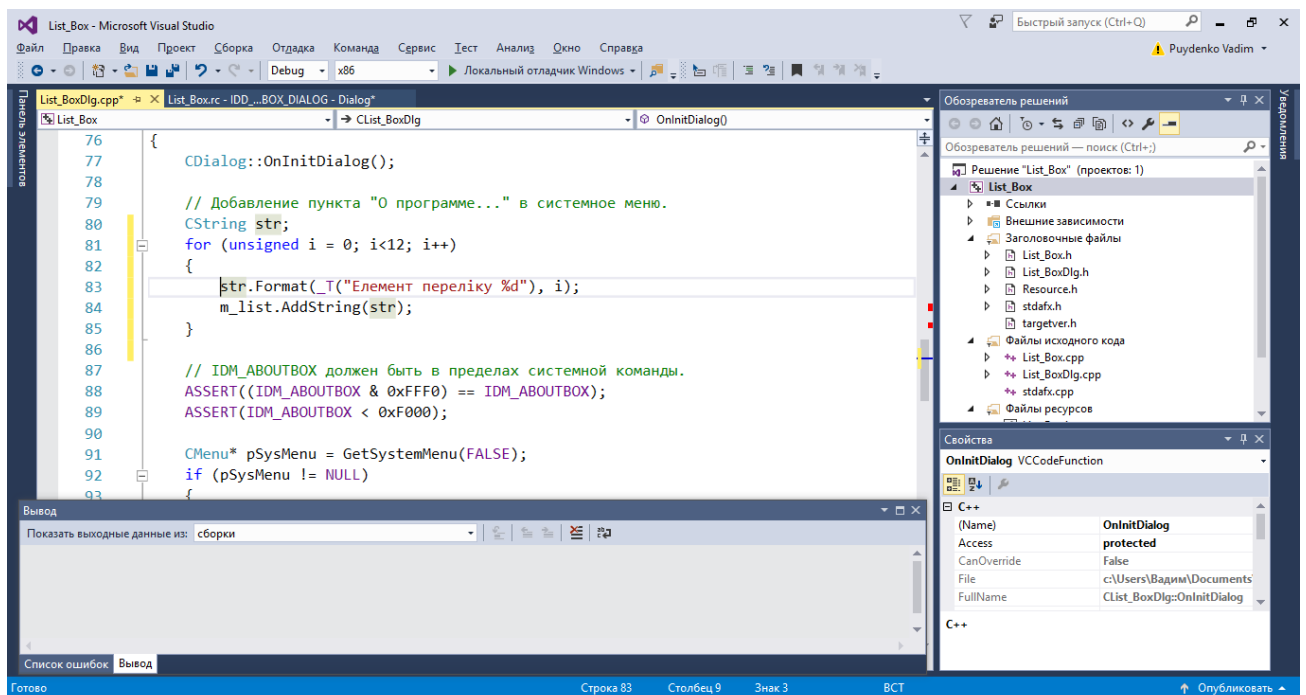 List_Box - Microsoft Visual Studio
Быстрый запуск (Ctrl+Q)
Файл Правка Вид Проект Сборка Отладка Команда Сервис Тест Анализ Окно Справка
Puydenko Vadim
Debug x86 Локальный отладчик Windows
Панель элементов
List_BoxDlg.cpp* List_Box.rc - IDD_...BOX_DIALOG - Dialog*
List_Box CList_BoxDlg OnInitDialog()
76 {
77 CDialog::OnInitDialog();
78
79 // Добавление пункта "О программе..." в системное меню.
80 CString str;
81 for (unsigned i = 0; i<12; i++)
82 {
83 str.Format(_T("Елемент переліку %d"), i);
84 m_list.AddString(str);
85 }
86
87 // IDM_ABOUTBOX должен быть в пределах системной команды.
88 ASSERT((IDM_ABOUTBOX & 0xFFF0) == IDM_ABOUTBOX);
89 ASSERT(IDM_ABOUTBOX < 0xF000);
90
91 CMenu* pSysMenu = GetSystemMenu(FALSE);
92 if (pSysMenu != NULL)
93 {
Вывод
Показать выходные данные из: сборки
Список ошибок Вывод
Обозреватель решений
Обозреватель решений — поиск (Ctrl+;)
Решение "List_Box" (проектов: 1)
List_Box
Ссылки
Внешние зависимости
Заголовочные файлы
List_Box.h
List_BoxDlg.h
Resource.h
stdafx.h
targetver.h
Файлы исходного кода
List_Box.cpp
List_BoxDlg.cpp
stdafx.cpp
Файлы ресурсов
Свойства
OnInitDialog VCCodeFunction
C++
(Name) OnInitDialog
Access protected
CanOverride False
File c:\Users\Вадим\Documents
FullName CList_BoxDlg::OnInitDialog
C++
Уведомления
Готово Строка 83 Столбец 9 Знак 3 ВСТ Опубликовать